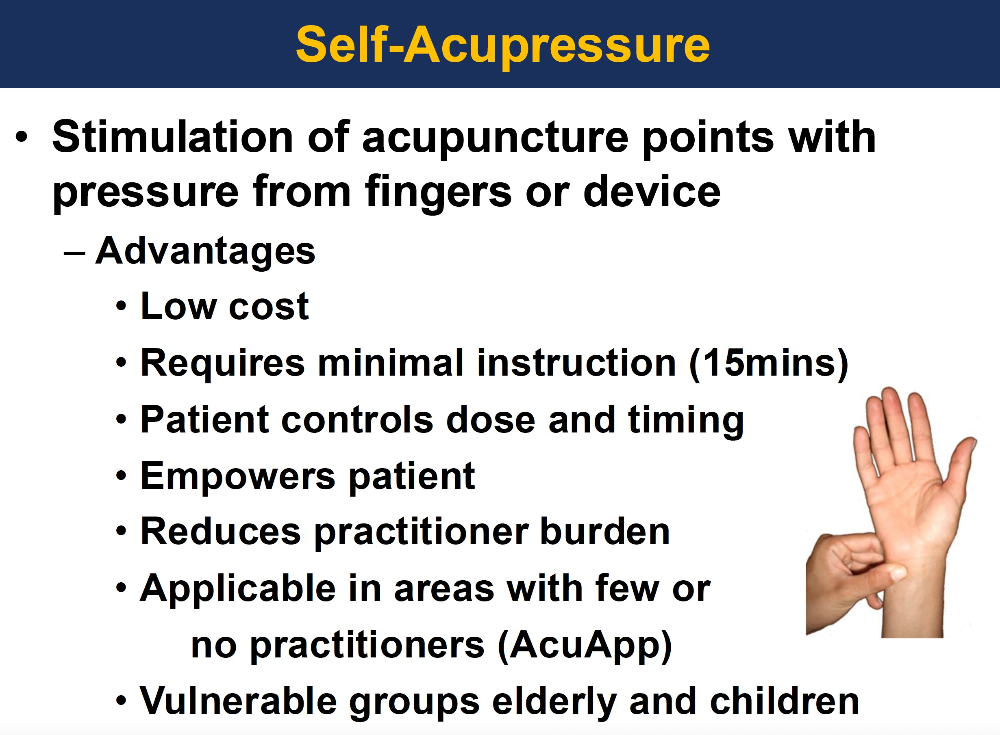 Self-Acupressure
• Stimulation of acupuncture points with
pressure from fingers or device
– Advantages
• Low cost
• Requires minimal instruction (15mins)
• Patient controls dose and timing
• Empowers patient
• Reduces practitioner burden
• Applicable in areas with few or
no practitioners (AcuApp)
• Vulnerable groups elderly and children